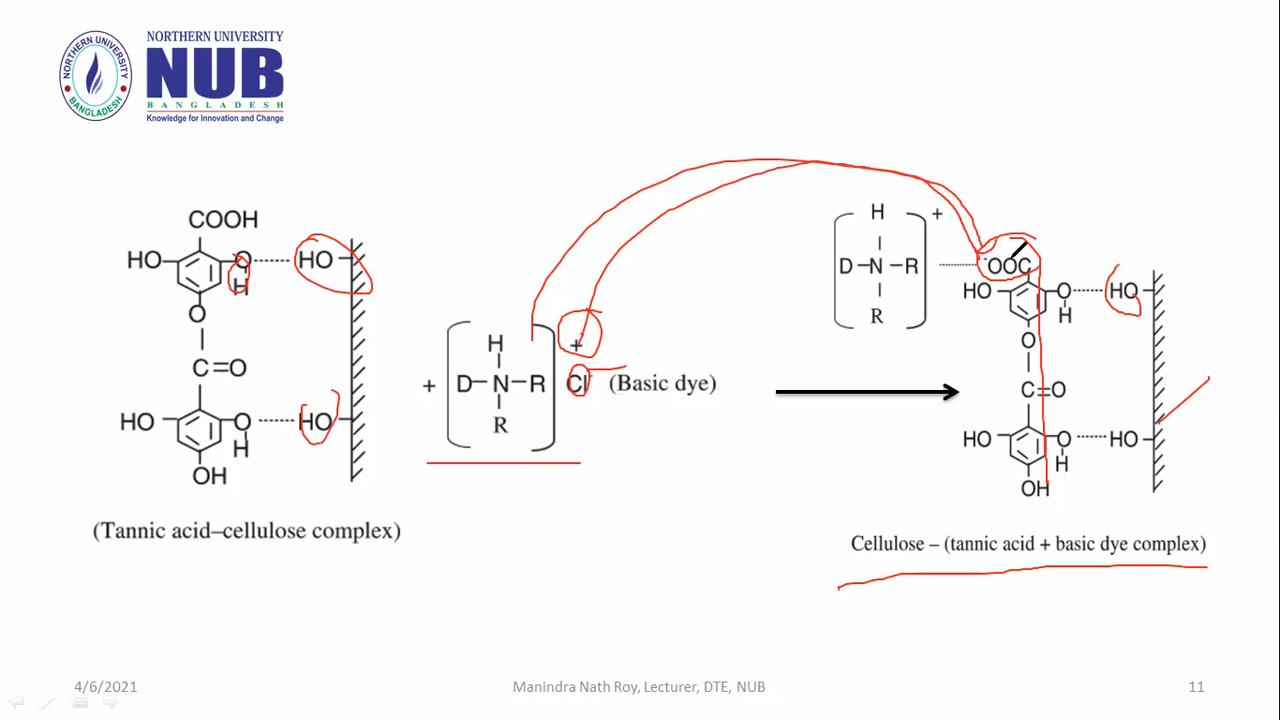 NORTHERN UNIVERSITY
NUB
BANGLADESH
Knowledge for Innovation and Change
NORTHERN UNIVERSITY
BANGLADESH
COOH
HO
O
HO
H
O
C=O
HO
O
HO
H
OH
(Tannic acid–cellulose complex)
+
H
+
D–N–R
Cl
(Basic dye)
R
H
+
D–N–R
-OOC
R
HO
O
HO
H
O
C=O
HO
O
HO
H
OH
Cellulose – (tannic acid + basic dye complex)
4/6/2021
Manindra Nath Roy, Lecturer, DTE, NUB
11